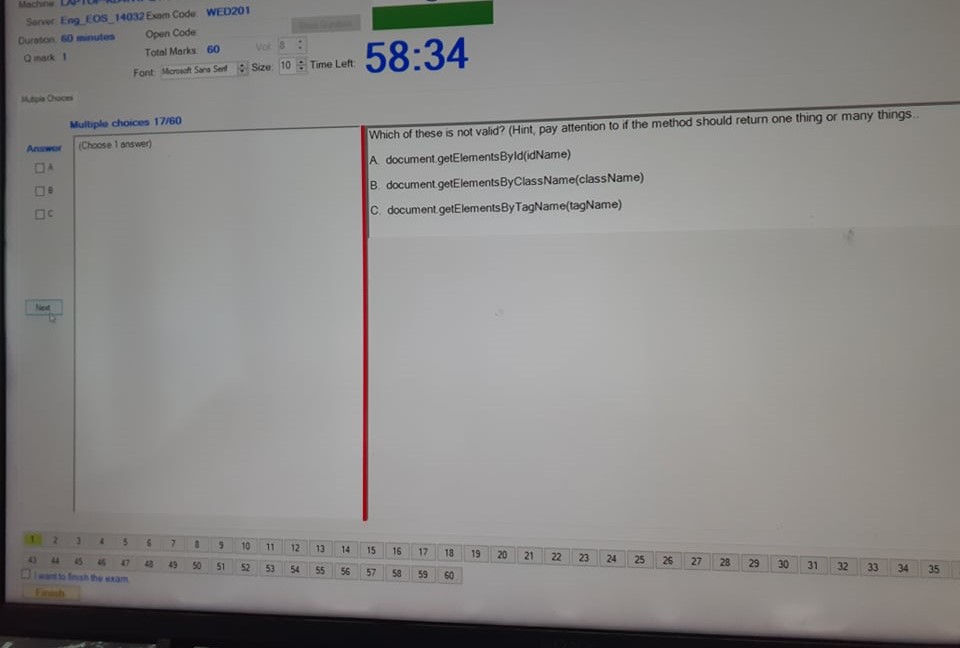 Machine
Server: Eng_EOS_14032 Exam Code: WED201
Duration: 60 minutes Open Code:
Q mark: 1 Total Marks: 60 Vol: 8
Font: Microsoft Sans Serif Size: 10 Time Left: 58:34
Multiple Choices
Multiple choices 17/60
Answer
(Choose 1 answer)
A
B
C
Next
Which of these is not valid? (Hint, pay attention to if the method should return one thing or many things..
A. document.getElementsById(idName)
B. document.getElementsByClassName(className)
C. document.getElementsByTagName(tagName)
1 2 3 4 5 6 7 8 9 10 11 12 13 14 15 16 17 18 19 20 21 22 23 24 25 26 27 28 29 30 31 32 33 34 35
43 44 45 46 47 48 49 50 51 52 53 54 55 56 57 58 59 60
I want to finish the exam.
Finish